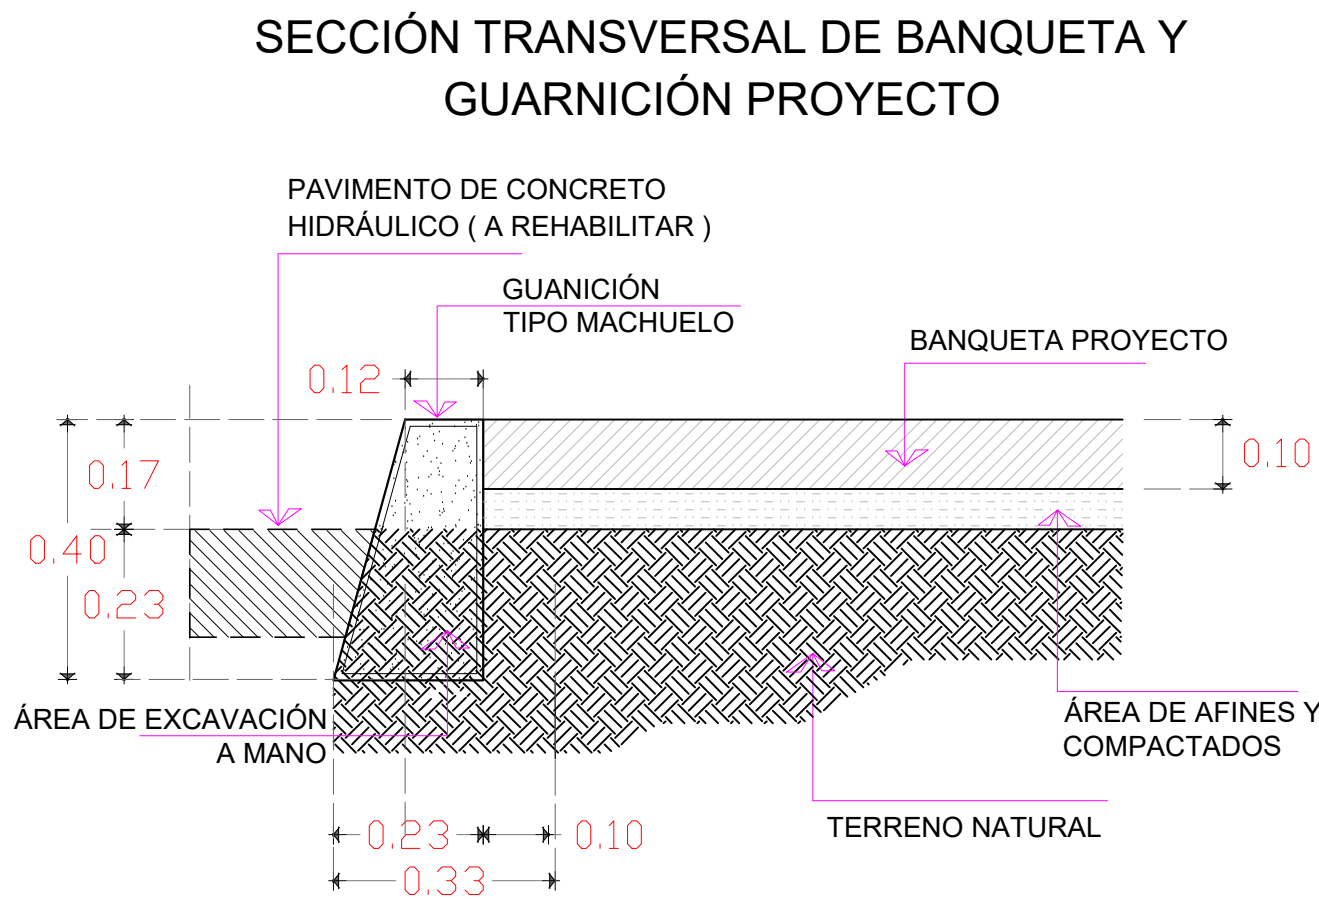 SECCIÓN TRANSVERSAL DE BANQUETA Y
GUARNICIÓN PROYECTO
PAVIMENTO DE CONCRETO
HIDRÁULICO ( A REHABILITAR )
GUANICIÓN
TIPO MACHUELO
BANQUETA PROYECTO
0.12
0.17
0.10
0.40
0.23
ÁREA DE EXCAVACIÓN
A MANO
ÁREA DE AFINES Y
COMPACTADOS
TERRENO NATURAL
0.23
0.10
0.33